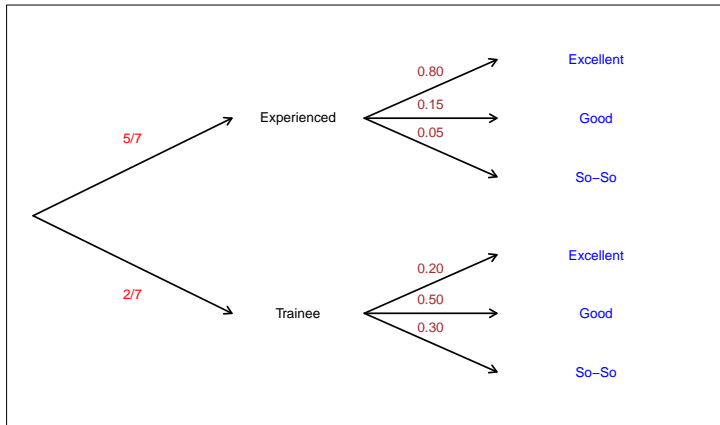 Excellent
0.80
0.15
Experienced
Good
5/7
0.05
So−So
Excellent
0.20
2/7
0.50
Trainee
Good
0.30
So−So